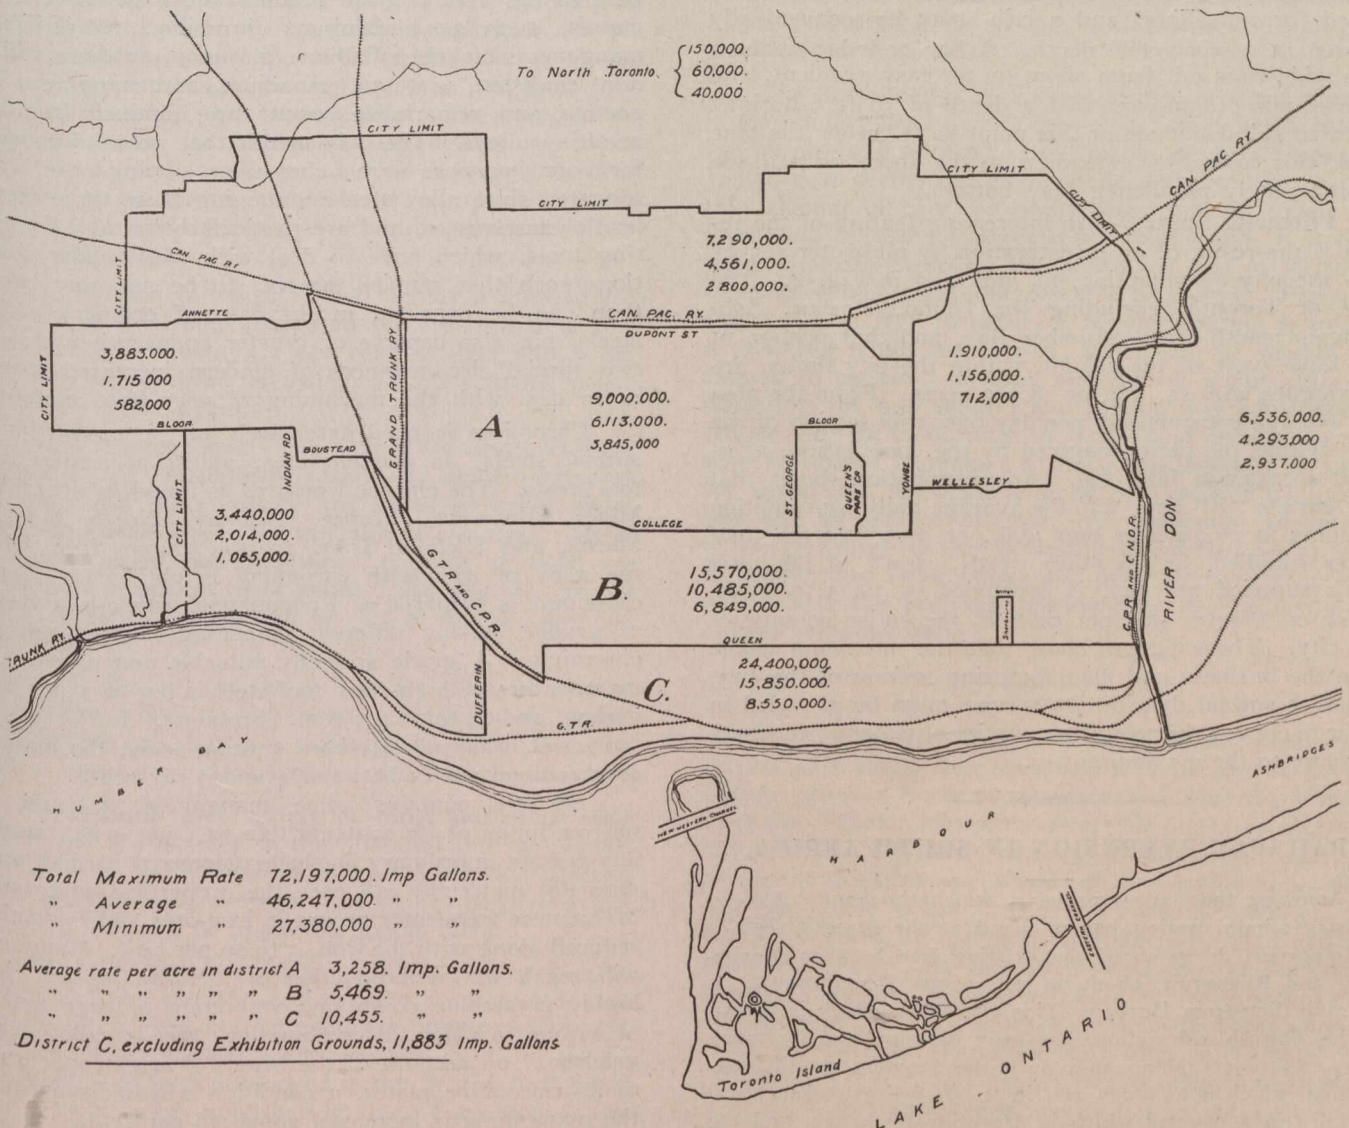 To North Toronto.
150,000.
60,000.
40,000.
CITY LIMIT
CITY LIMIT
CITY LIMIT
CITY LIMIT
CAN PAC RY
CAN PAC RY
CITY LIMIT
7,290,000.
4,561,000.
2 800,000.
ANNETTE
CAN. PAC. RY.
DUPONT ST
CITY LIMIT
3,883,000.
1,715 000
582,000
GRAND TRUNK RY
1,910,000.
1,156,000.
712,000
A
9,000,000.
6,113,000.
3,845,000
6,536,000.
4,293,000
2,937.000
BLOOR
INDIAN RD
BOUSTEAD
BLOOR
ST GEORGE
QUEEN'S PARK CR
YONGE
WELLESLEY
CITY LIMIT
3,440,000
2,014,000.
1,065,000.
COLLEGE
G.T.R. AND C.P.R.
C.P.R. AND C.N.O.R.
RIVER DON
B.
15,570,000.
10,485,000.
6,849,000.
Sherbourne
QUEEN
TRUNK RY.
DUFFERIN
C.
24,400,000.
15,850.000.
8,550,000.
G.T.R.
HUMBER BAY
ASHBRIDGES
NEW WESTERN CHANNEL
HARBOUR
EASTERN CHANNEL
Total Maximum Rate 72,197,000. Imp Gallons.
" Average " 46,247,000. " "
" Minimum " 27,380,000 " "
Average rate per acre in district A 3,258. Imp. Gallons.
" " " " " " B 5,469. " "
" " " " " " C 10,455. " "
District C, excluding Exhibition Grounds, 11,883 Imp. Gallons
Toronto Island
LAKE ONTARIO